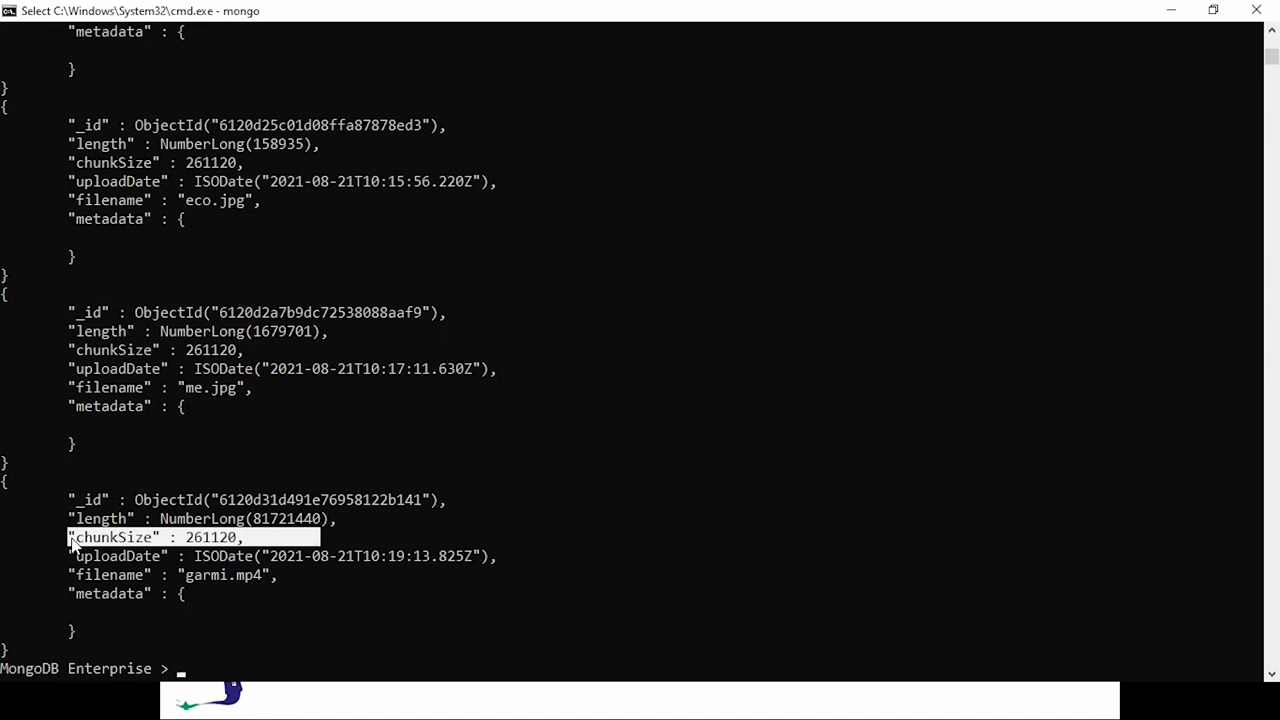 Select C:\Windows\System32\cmd.exe - mongo
"metadata" : {
}
}
{
"_id" : ObjectId("6120d25c01d08ffa87878ed3"),
"length" : NumberLong(158935),
"chunkSize" : 261120,
"uploadDate" : ISODate("2021-08-21T10:15:56.220Z"),
"filename" : "eco.jpg",
"metadata" : {
}
}
{
"_id" : ObjectId("6120d2a7b9dc72538088aaf9"),
"length" : NumberLong(1679701),
"chunkSize" : 261120,
"uploadDate" : ISODate("2021-08-21T10:17:11.630Z"),
"filename" : "me.jpg",
"metadata" : {
}
}
{
"_id" : ObjectId("6120d31d491e76958122b141"),
"length" : NumberLong(81721440),
"chunkSize" : 261120,
"uploadDate" : ISODate("2021-08-21T10:19:13.825Z"),
"filename" : "garmi.mp4",
"metadata" : {
}
}
MongoDB Enterprise >